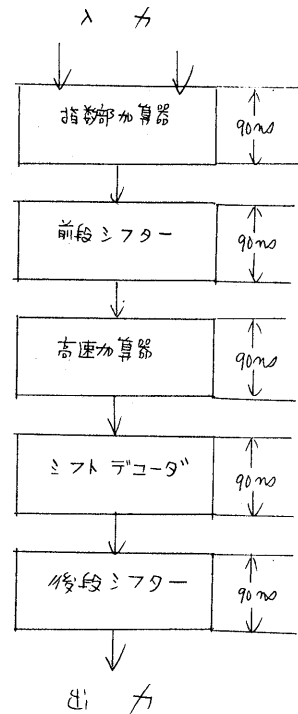 入 力
指数部加算器
90ns
前段シフター
90ns
高速加算器
90ns
シフトデコーダ
90ns
後段シフター
90ns
出 力